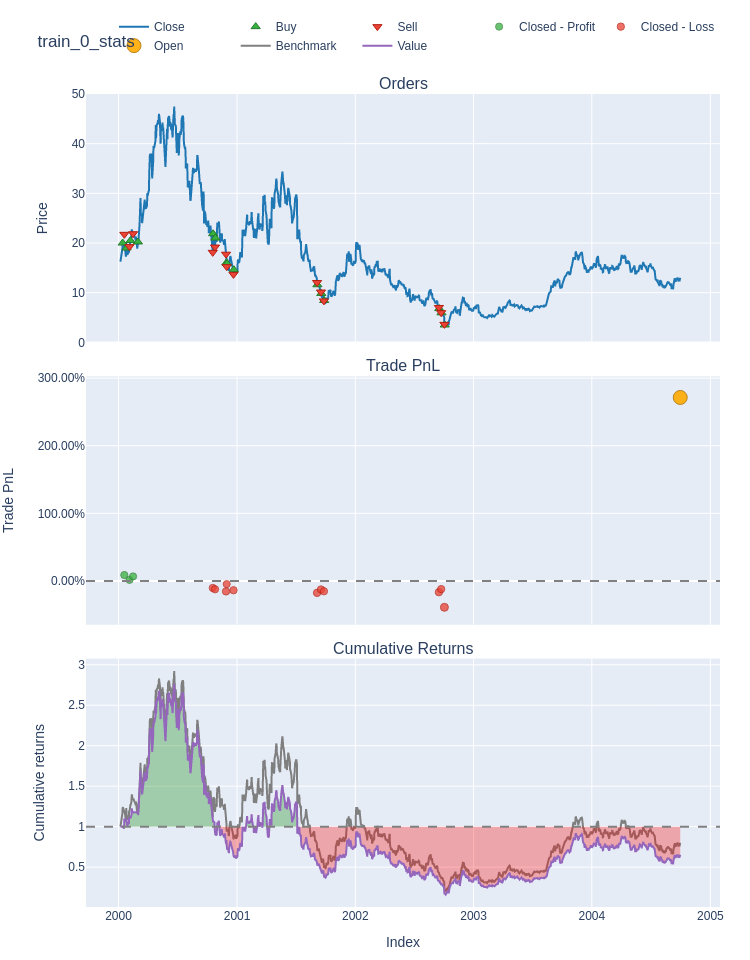 train_0_stats
Close
Buy
Sell
Closed - Profit
Closed - Loss
Open
Benchmark
Value
Orders
50
40
30
20
10
0
Price
Trade PnL
300.00%
200.00%
100.00%
0.00%
Trade PnL
Cumulative Returns
3
2.5
2
1.5
1
0.5
Cumulative returns
2000
2001
2002
2003
2004
2005
Index